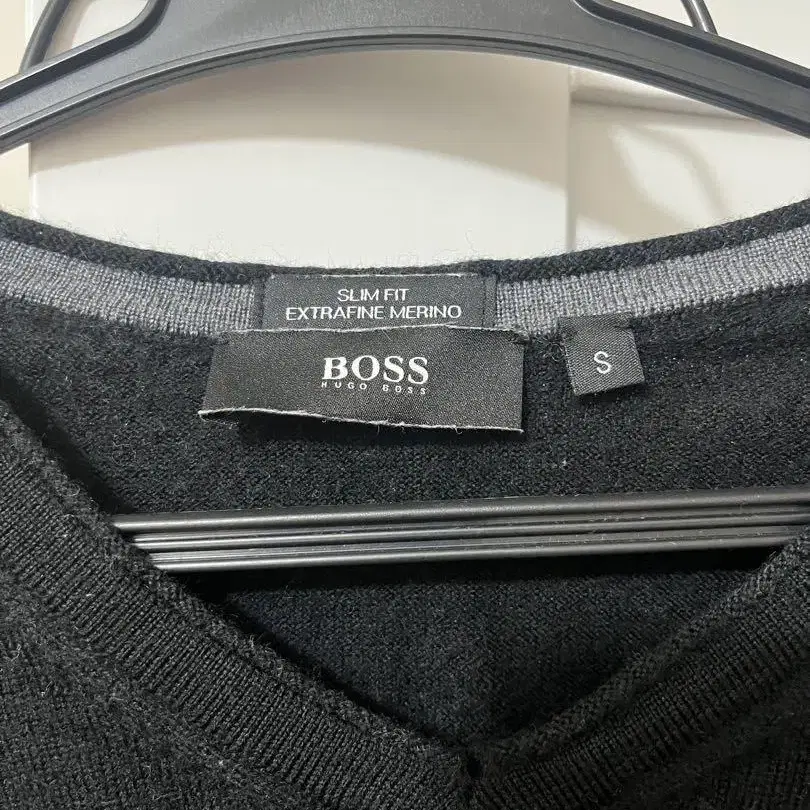 SLIM FIT
EXTRAFINE MERINO
BOSS
HUGO BOSS
S